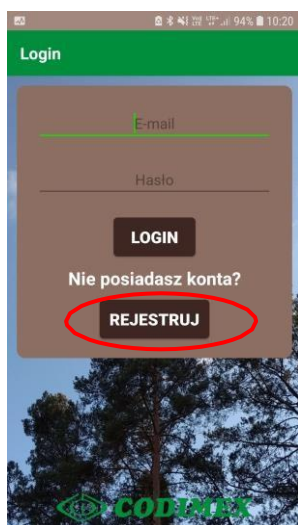 94% 10:20
Login
E-mail
Hasło
LOGIN
Nie posiadasz konta?
REJESTRUJ
CODIMEX